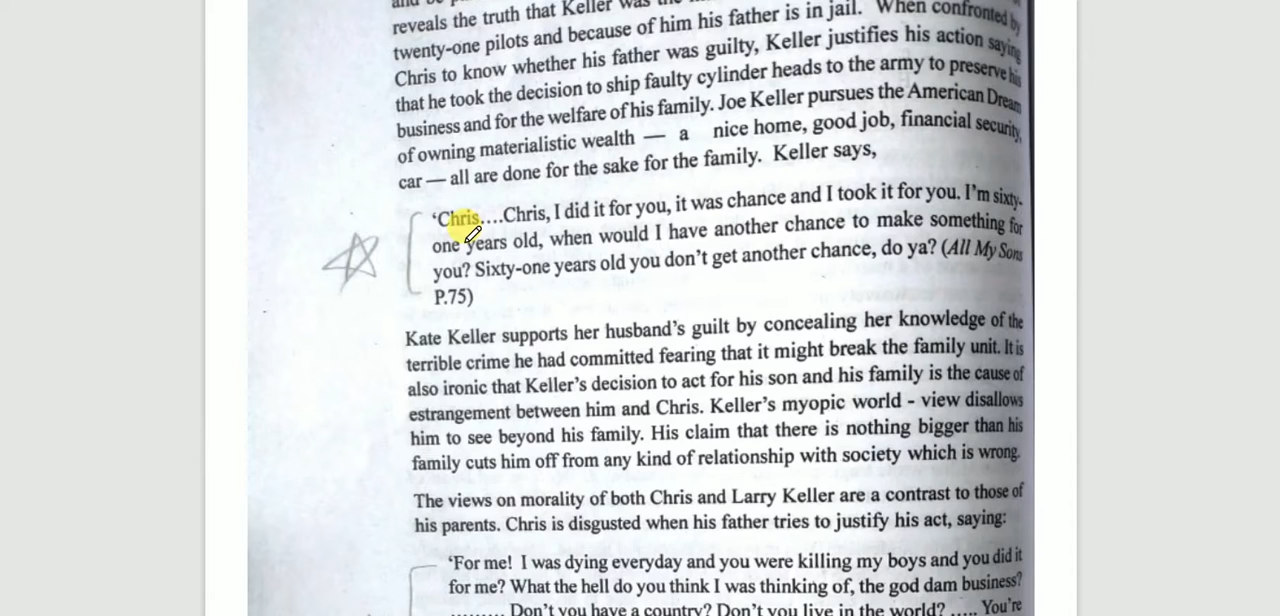 reveals the truth that Keller was the
twenty-one pilots and because of him his father is in jail. When confronted by
Chris to know whether his father was guilty, Keller justifies his action saying
that he took the decision to ship faulty cylinder heads to the army to preserve his
business and for the welfare of his family. Joe Keller pursues the American Dream
of owning materialistic wealth — a nice home, good job, financial security,
car — all are done for the sake for the family. Keller says,
‘Chris....Chris, I did it for you, it was chance and I took it for you. I'm sixty-
one years old, when would I have another chance to make something for
you? Sixty-one years old you don't get another chance, do ya? (All My Sons
P.75)
Kate Keller supports her husband's guilt by concealing her knowledge of the
terrible crime he had committed fearing that it might break the family unit. It is
also ironic that Keller's decision to act for his son and his family is the cause of
estrangement between him and Chris. Keller's myopic world - view disallows
him to see beyond his family. His claim that there is nothing bigger than his
family cuts him off from any kind of relationship with society which is wrong.
The views on morality of both Chris and Larry Keller are a contrast to those of
his parents. Chris is disgusted when his father tries to justify his act, saying:
‘For me! I was dying everyday and you were killing my boys and you did it
for me? What the hell do you think I was thinking of, the god dam business?
........ Don't you have a country? Don't you live in the world? ..... You're